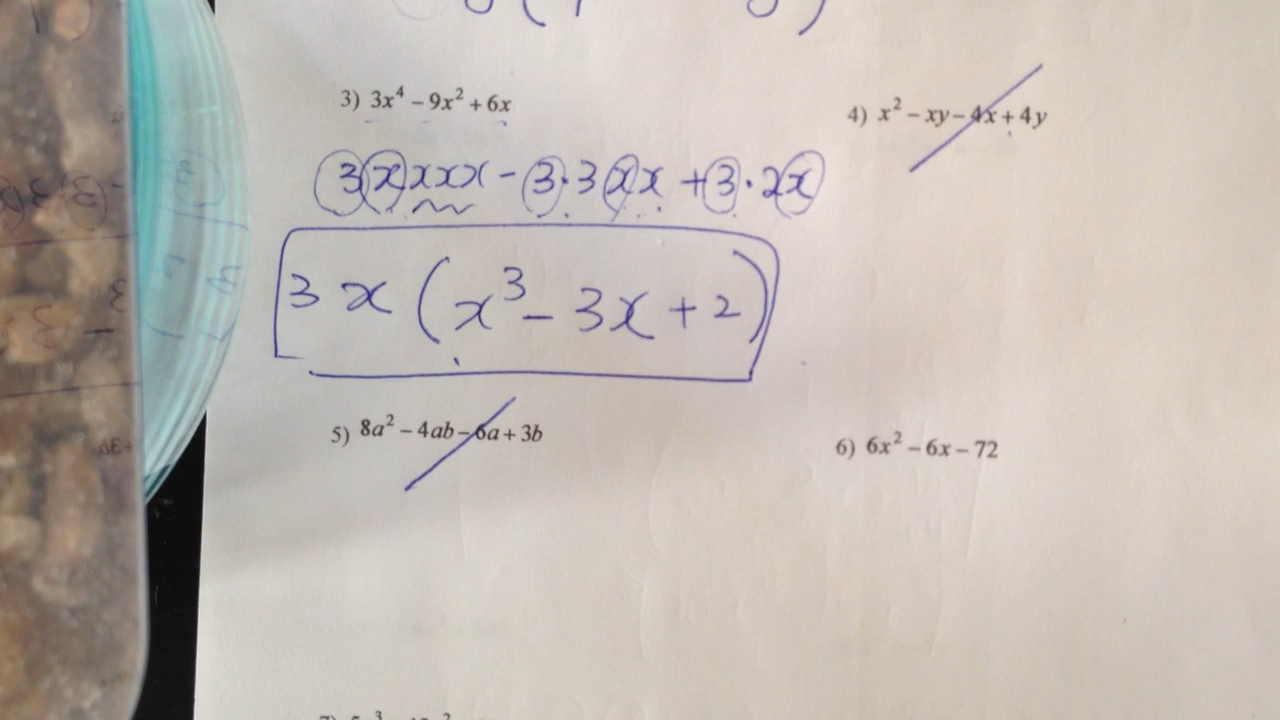 3) 3x⁴ – 9x² + 6x
4) x² – xy – 4x + 4y
3xxxx – 3·3xx + 3·2x
3x(x³ – 3x + 2)
5) 8a² – 4ab – 6a + 3b
6) 6x² – 6x – 72